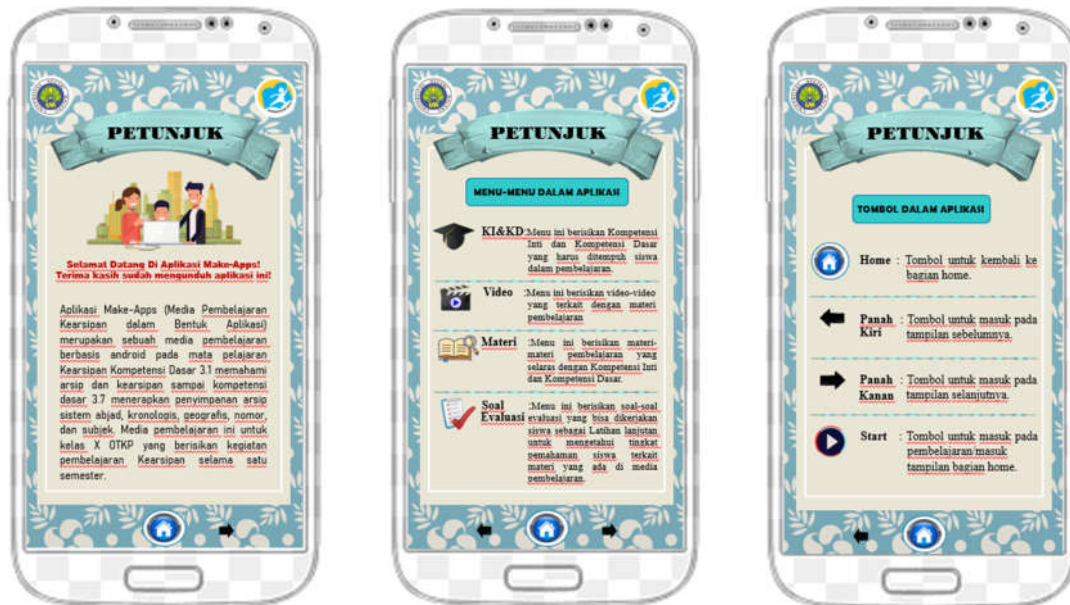 PETUNJUK
Selamat Datang Di Aplikasi Make-Apps!
Terima kasih sudah mengunduh aplikasi ini!
Aplikasi Make-Apps (Media Pembelajaran
Kearsipan dalam Bentuk Aplikasi)
merupakan sebuah media pembelajaran
berbasis android pada mata pelajaran
Kearsipan Kompetensi Dasar 3.1 memahami
arsip dan kearsipan sampai kompetensi
dasar 3.7 menerapkan penyimpanan arsip
sistem abjad, kronologis, geografis, nomor,
dan subjek. Media pembelajaran ini untuk
kelas X OTKP yang berisikan kegiatan
pembelajaran Kearsipan selama satu
semester.
PETUNJUK
MENU-MENU DALAM APLIKASI
KI&KD :Menu ini berisikan Kompetensi
Inti dan Kompetensi Dasar
yang harus ditempuh siswa
dalam pembelajaran.
Video :Menu ini berisikan video-video
yang terkait dengan materi
pembelajaran
Materi :Menu ini berisikan materi-
materi pembelajaran yang
selaras dengan Kompetensi Inti
dan Kompetensi Dasar.
Soal :Menu ini berisikan soal-soal
Evaluasi evaluasi yang bisa dikerjakan
siswa sebagai Latihan lanjutan
untuk mengetahui tingkat
pemahaman siswa terkait
materi yang ada di media
pembelajaran.
PETUNJUK
TOMBOL DALAM APLIKASI
Home : Tombol untuk kembali ke
bagian home.
Panah : Tombol untuk masuk pada
Kiri tampilan sebelumnya.
Panah : Tombol untuk masuk pada
Kanan tampilan selanjutnya.
Start : Tombol untuk masuk pada
pembelajaran/masuk
tampilan bagian home.